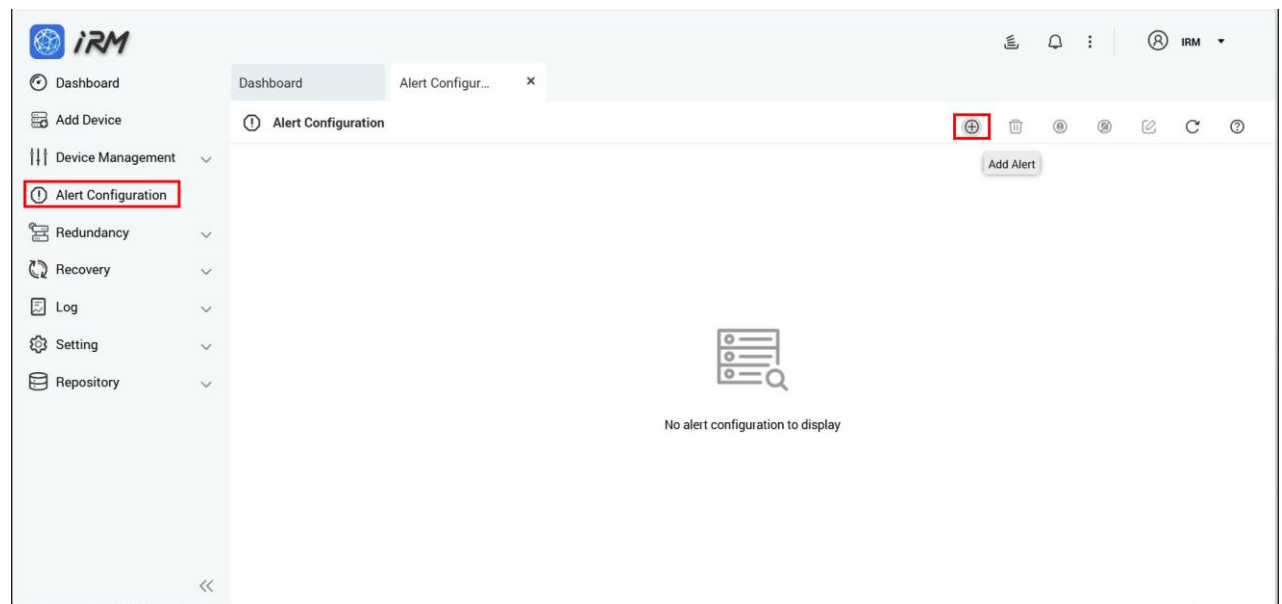 iRM
IRM
Dashboard
Add Device
Device Management
Alert Configuration
Redundancy
Recovery
Log
Setting
Repository
Dashboard
Alert Configur...
Alert Configuration
Add Alert
No alert configuration to display